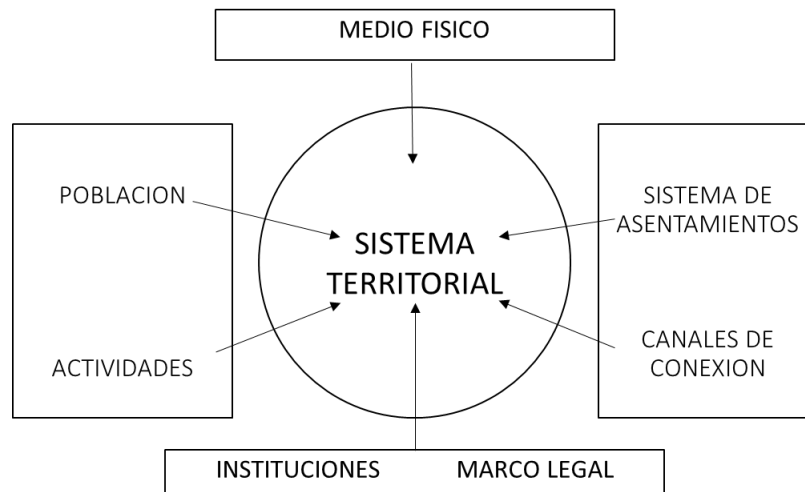 MEDIO FISICO
POBLACION
SISTEMA DE
ASENTAMIENTOS
SISTEMA
TERRITORIAL
ACTIVIDADES
CANALES DE
CONEXION
INSTITUCIONES MARCO LEGAL